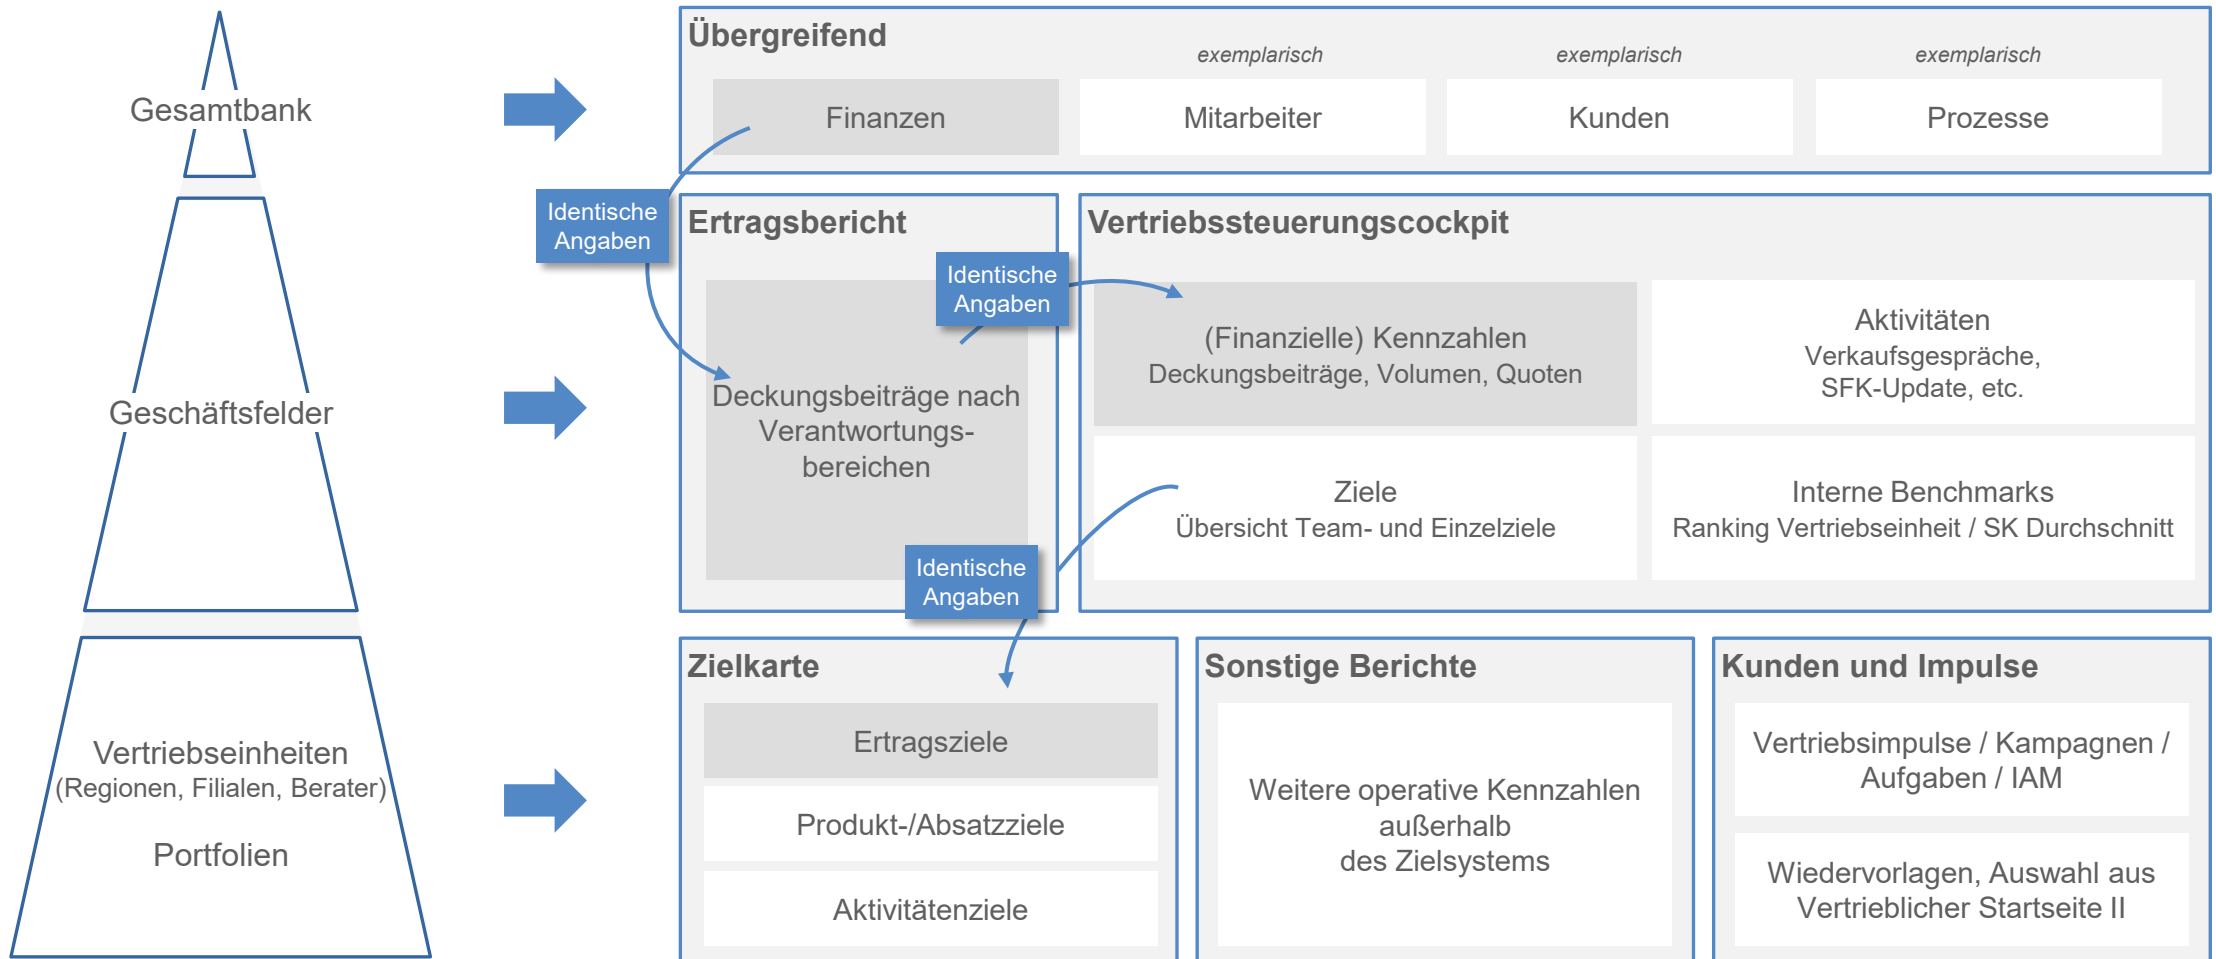 Gesamtbank
Geschäftsfelder
Vertriebseinheiten
(Regionen, Filialen, Berater)
Portfolien
Übergreifend
exemplarisch
exemplarisch
exemplarisch
Finanzen
Mitarbeiter
Kunden
Prozesse
Identische
Angaben
Ertragsbericht
Deckungsbeiträge nach
Verantwortungs-
bereichen
Identische
Angaben
Vertriebssteuerungscockpit
(Finanzielle) Kennzahlen
Deckungsbeiträge, Volumen, Quoten
Aktivitäten
Verkaufsgespräche,
SFK-Update, etc.
Ziele
Übersicht Team- und Einzelziele
Interne Benchmarks
Ranking Vertriebseinheit / SK Durchschnitt
Identische
Angaben
Zielkarte
Ertragsziele
Produkt-/Absatzziele
Aktivitätenziele
Sonstige Berichte
Weitere operative Kennzahlen
außerhalb
des Zielsystems
Kunden und Impulse
Vertriebsimpulse / Kampagnen /
Aufgaben / IAM
Wiedervorlagen, Auswahl aus
Vertrieblicher Startseite II